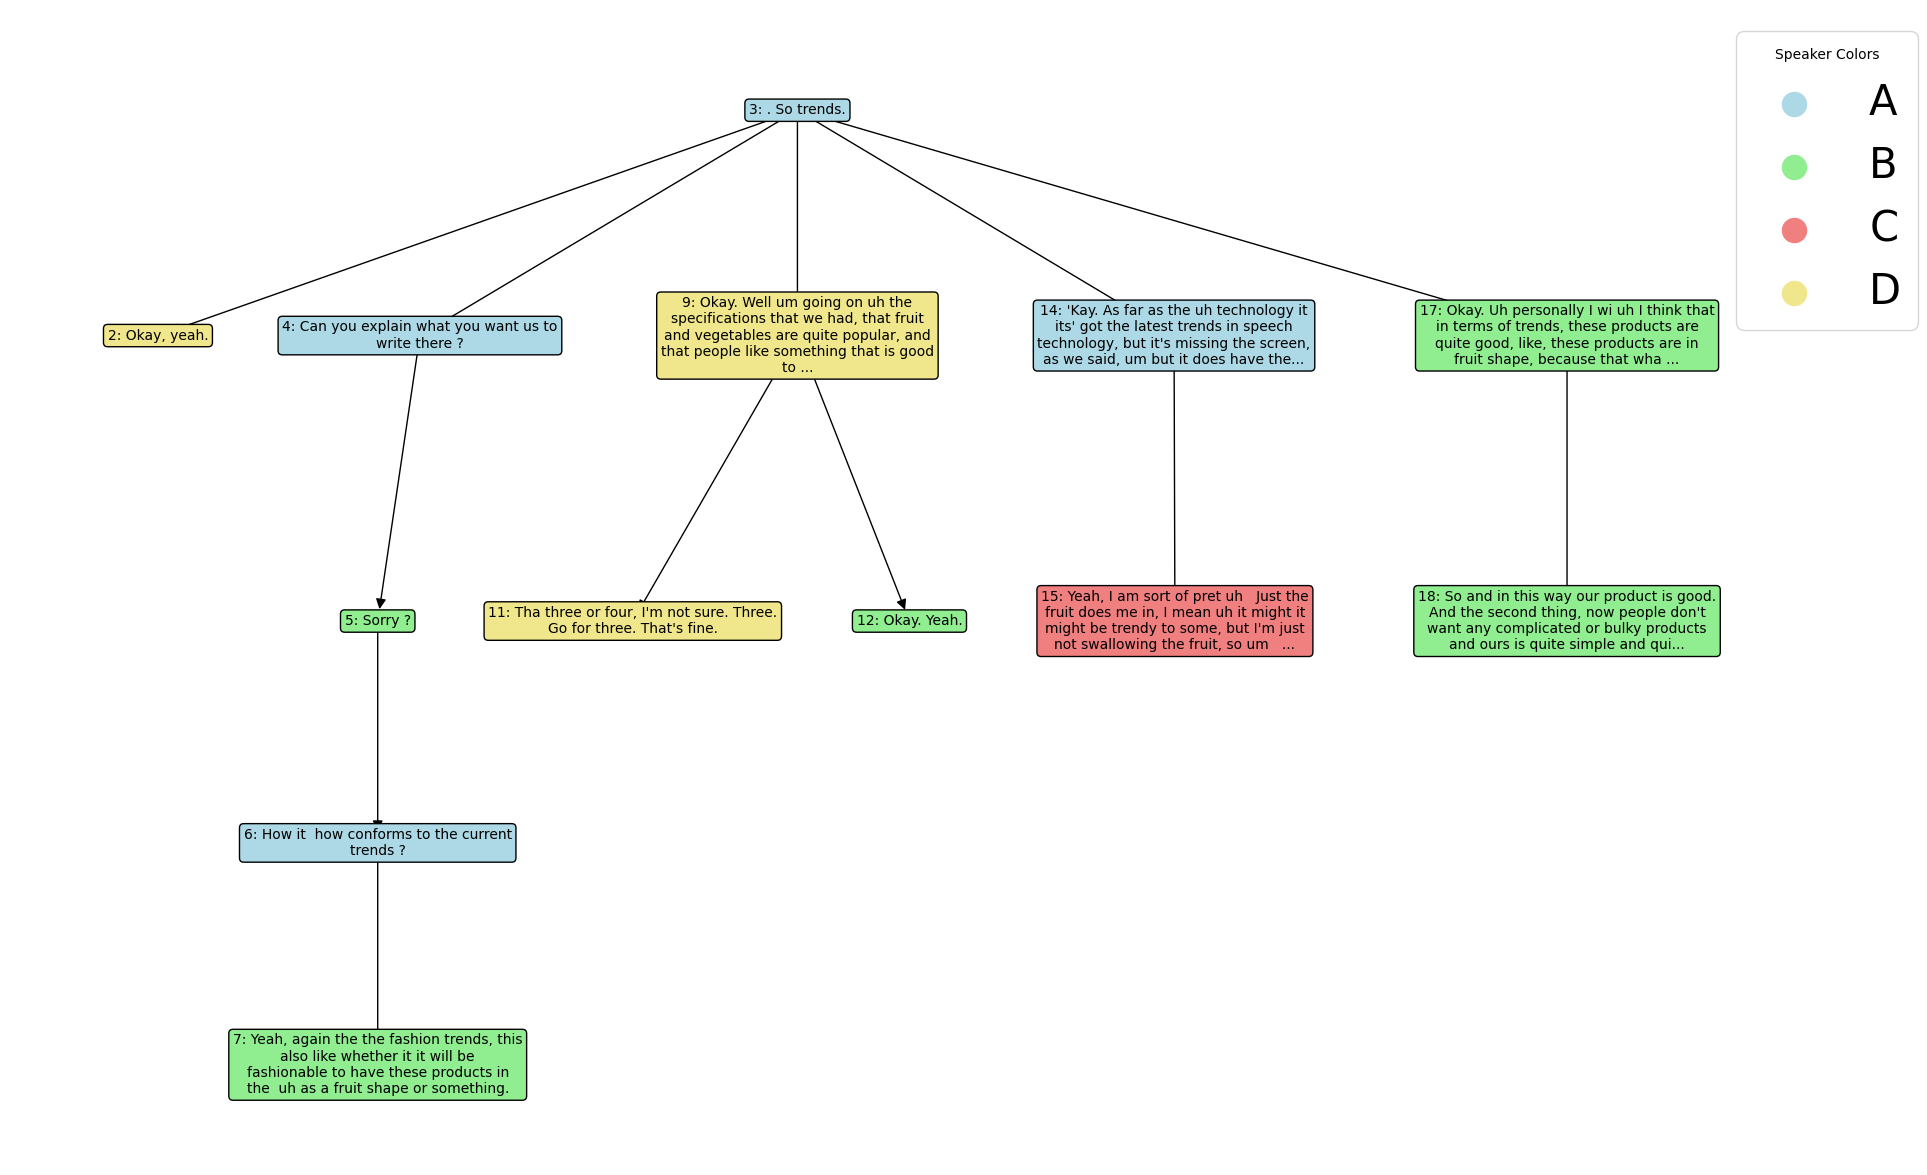 Speaker Colors
A
B
C
D
3: . So trends.
2: Okay, yeah.
4: Can you explain what you want us to
write there ?
9: Okay. Well um going on uh the
specifications that we had, that fruit
and vegetables are quite popular, and
that people like something that is good
to ...
14: 'Kay. As far as the uh technology it
its' got the latest trends in speech
technology, but it's missing the screen,
as we said, um but it does have the...
17: Okay. Uh personally I wi uh I think that
in terms of trends, these products are
quite good, like, these products are in
fruit shape, because that wha ...
5: Sorry ?
11: Tha three or four, I'm not sure. Three.
Go for three. That's fine.
12: Okay. Yeah.
15: Yeah, I am sort of pret uh   Just the
fruit does me in, I mean uh it might it
might be trendy to some, but I'm just
not swallowing the fruit, so um   ...
18: So and in this way our product is good.
And the second thing, now people don't
want any complicated or bulky products
and ours is quite simple and qui...
6: How it  how conforms to the current
trends ?
7: Yeah, again the the fashion trends, this
also like whether it it will be
fashionable to have these products in
the  uh as a fruit shape or something.